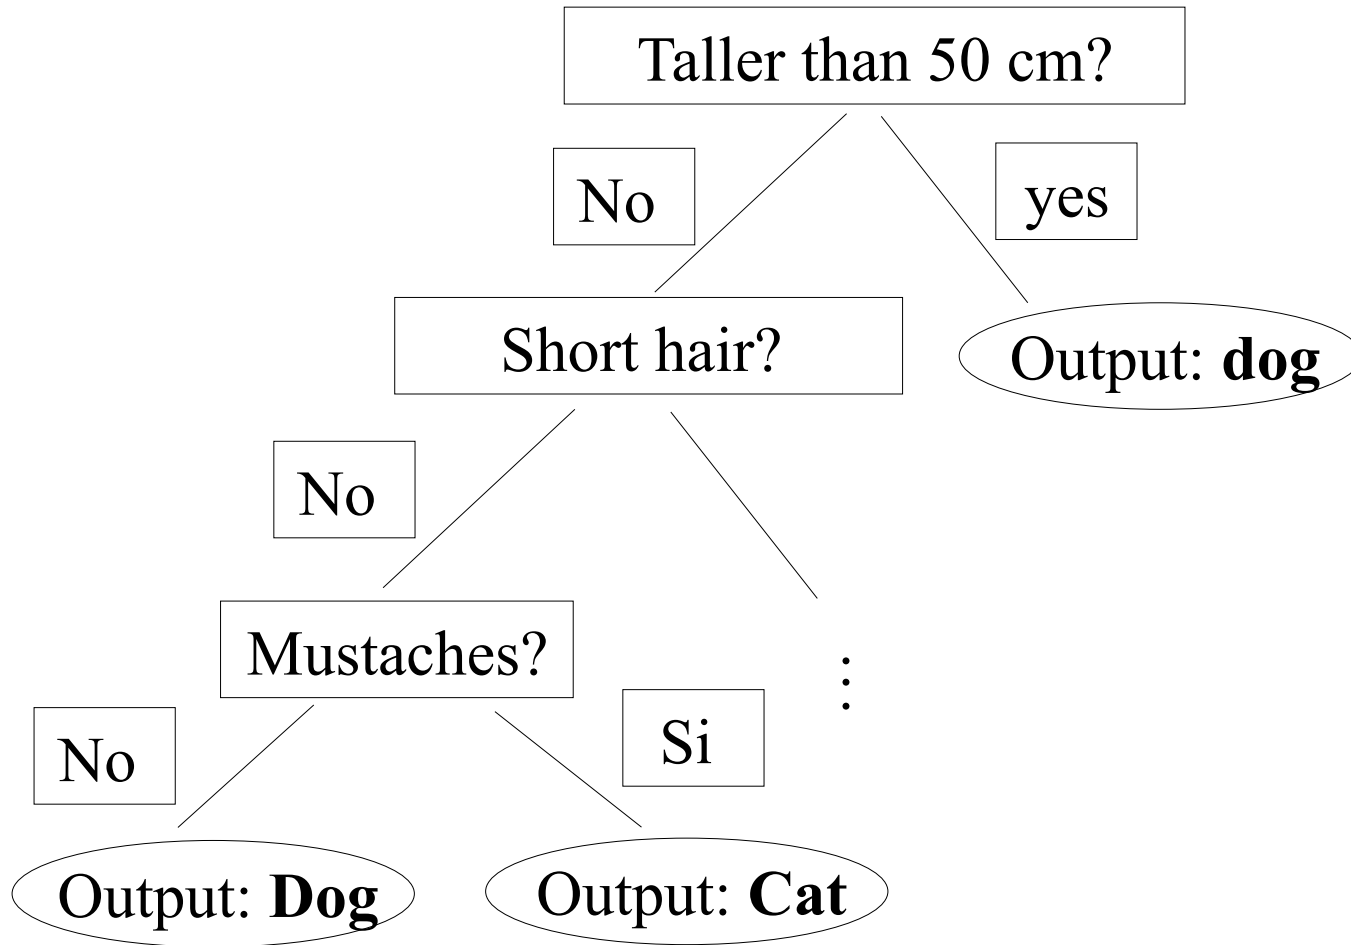 Taller than 50 cm?
No
yes
Short hair?
Output: dog
No
Mustaches?
⋮
No
Si
Output: Dog
Output: Cat